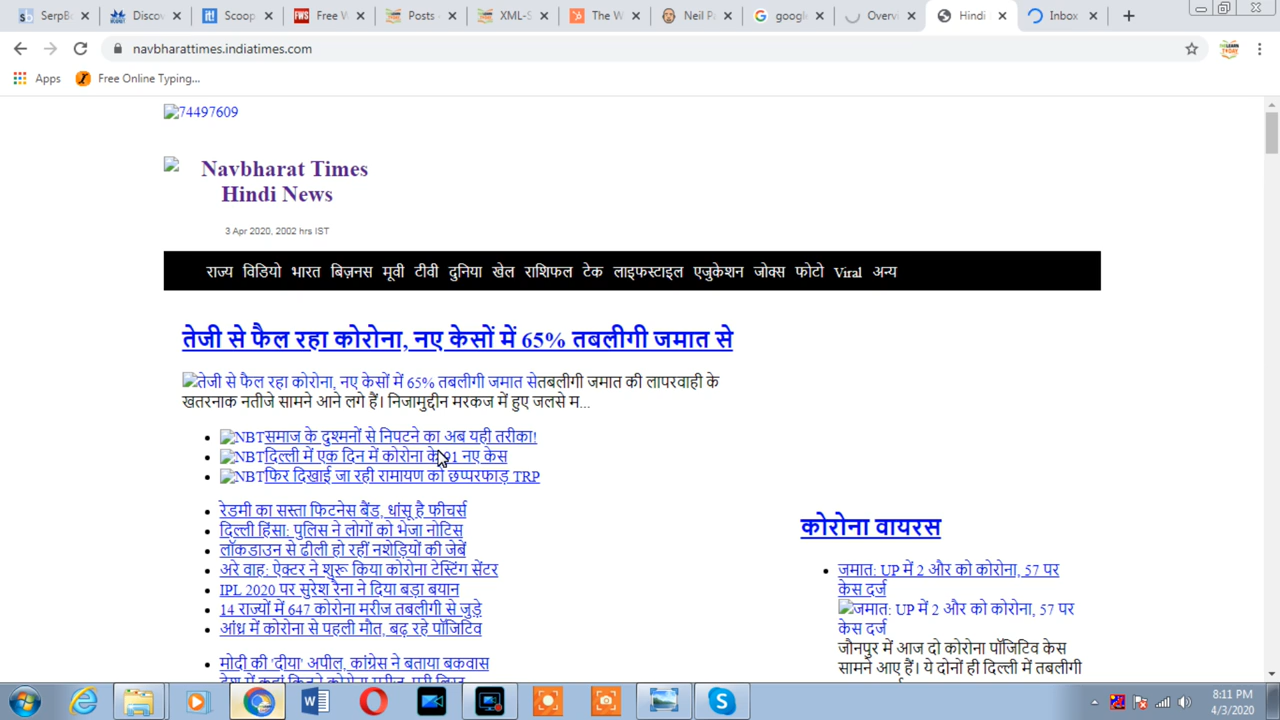 SerpB
Disco
Scoop
Free W
Posts -
XML-S
The W
Neil P
googl
Overvi
Hindi
Inbox
navbharattimes.indiatimes.com
Apps
Free Online Typing...
74497609
Navbharat Times
Hindi News
3 Apr 2020, 2002 hrs IST
राज्य विडियो भारत बिज़नस मूवी टीवी दुनिया खेल राशिफल टेक लाइफस्टाइल एजुकेशन जोक्स फोटो Viral अन्य
तेजी से फैल रहा कोरोना, नए केसों में 65% तबलीगी जमात से
तेजी से फैल रहा कोरोना, नए केसों में 65% तबलीगी जमात सेतबलीगी जमात की लापरवाही के
खतरनाक नतीजे सामने आने लगे हैं। निजामुद्दीन मरकज में हुए जलसे म...
NBTसमाज के दुश्मनों से निपटने का अब यही तरीका!
NBTदिल्ली में एक दिन में कोरोना के 91 नए केस
NBTफिर दिखाई जा रही रामायण को छप्परफाड़ TRP
रेडमी का सस्ता फिटनेस बैंड, धांसू है फीचर्स
दिल्ली हिंसा: पुलिस ने लोगों को भेजा नोटिस
लॉकडाउन से ढीली हो रहीं नशेड़ियों की जेबें
अरे वाह: ऐक्टर ने शुरू किया कोरोना टेस्टिंग सेंटर
IPL 2020 पर सुरेश रैना ने दिया बड़ा बयान
14 राज्यों में 647 कोरोना मरीज तबलीगी से जुड़े
आंध्र में कोरोना से पहली मौत, बढ़ रहे पॉजिटिव
मोदी की 'दीया' अपील, कांग्रेस ने बताया बकवास
कोरोना वायरस
जमात: UP में 2 और को कोरोना, 57 पर
केस दर्ज
जमात: UP में 2 और को कोरोना, 57 पर
केस दर्ज
जौनपुर में आज दो कोरोना पॉजिटिव केस
सामने आए हैं। ये दोनों ही दिल्ली में तबलीगी
8:11 PM
4/3/2020